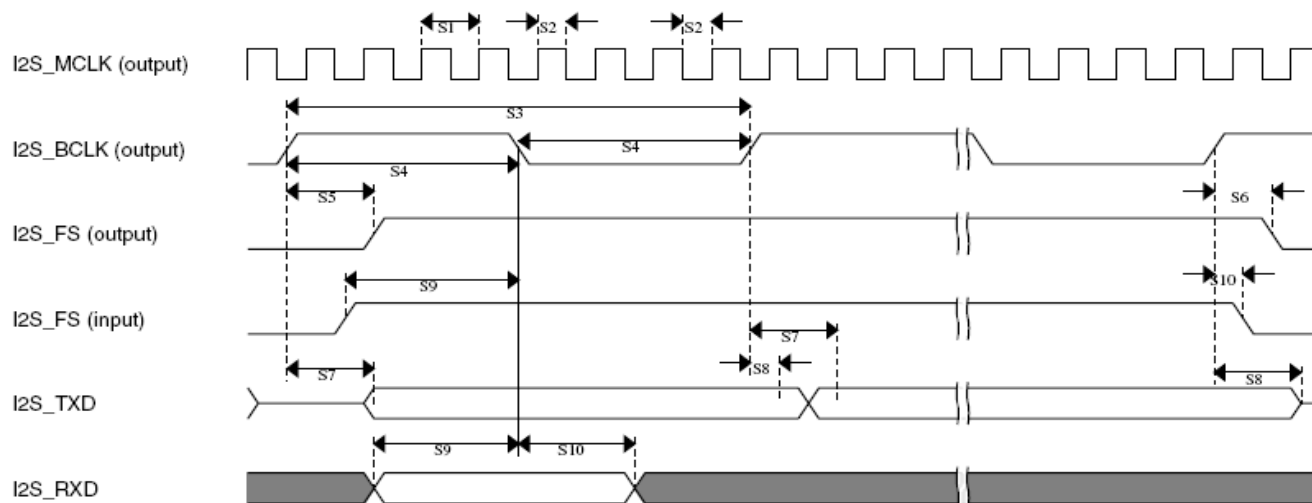 S1 S2 S2
I2S_MCLK (output)
S3
I2S_BCLK (output)
S4
S4
S5 S6
I2S_FS (output)
S9 S10
I2S_FS (input)
S7
S8
S7 S8
I2S_TXD
S9 S10
I2S_RXD